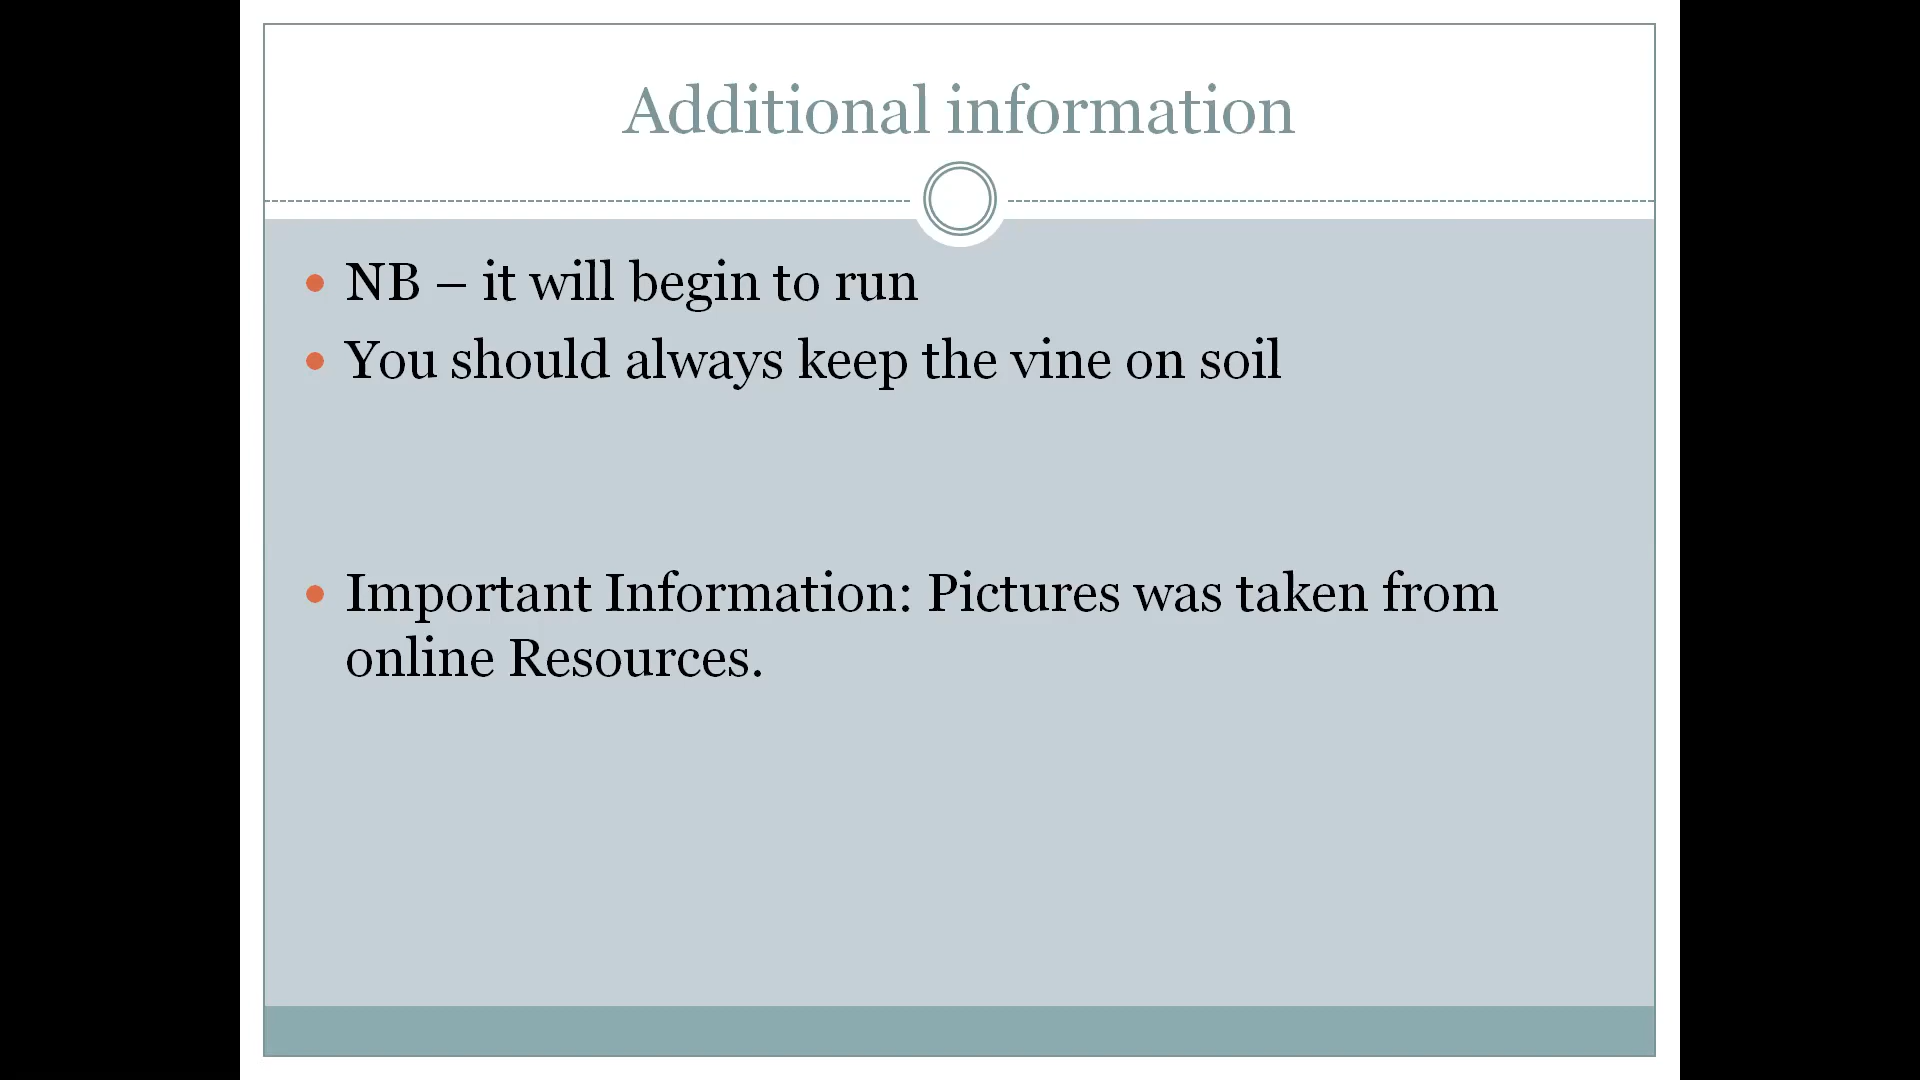 Additional information
NB – it will begin to run
You should always keep the vine on soil
Important Information: Pictures was taken from
online Resources.